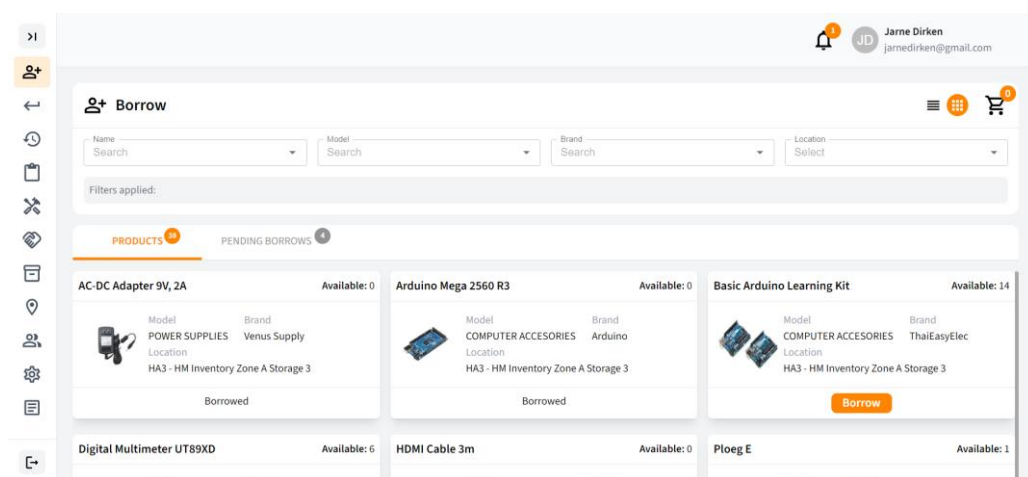 1
JD
Jarne Dirken
jarnedirken@gmail.com
Borrow
0
Name
Search
Model
Search
Brand
Search
Location
Select
Filters applied:
PRODUCTS
PENDING BORROWS 4
AC-DC Adapter 9V, 2A Available: 0
Model Brand
POWER SUPPLIES Venus Supply
Location
HA3 - HM Inventory Zone A Storage 3
Borrowed
Arduino Mega 2560 R3 Available: 0
Model Brand
COMPUTER ACCESORIES Arduino
Location
HA3 - HM Inventory Zone A Storage 3
Borrowed
Basic Arduino Learning Kit Available: 14
Model Brand
COMPUTER ACCESORIES ThaiEasyElec
Location
HA3 - HM Inventory Zone A Storage 3
Borrow
Digital Multimeter UT89XD Available: 6
HDMI Cable 3m Available: 0
Ploeg E Available: 1